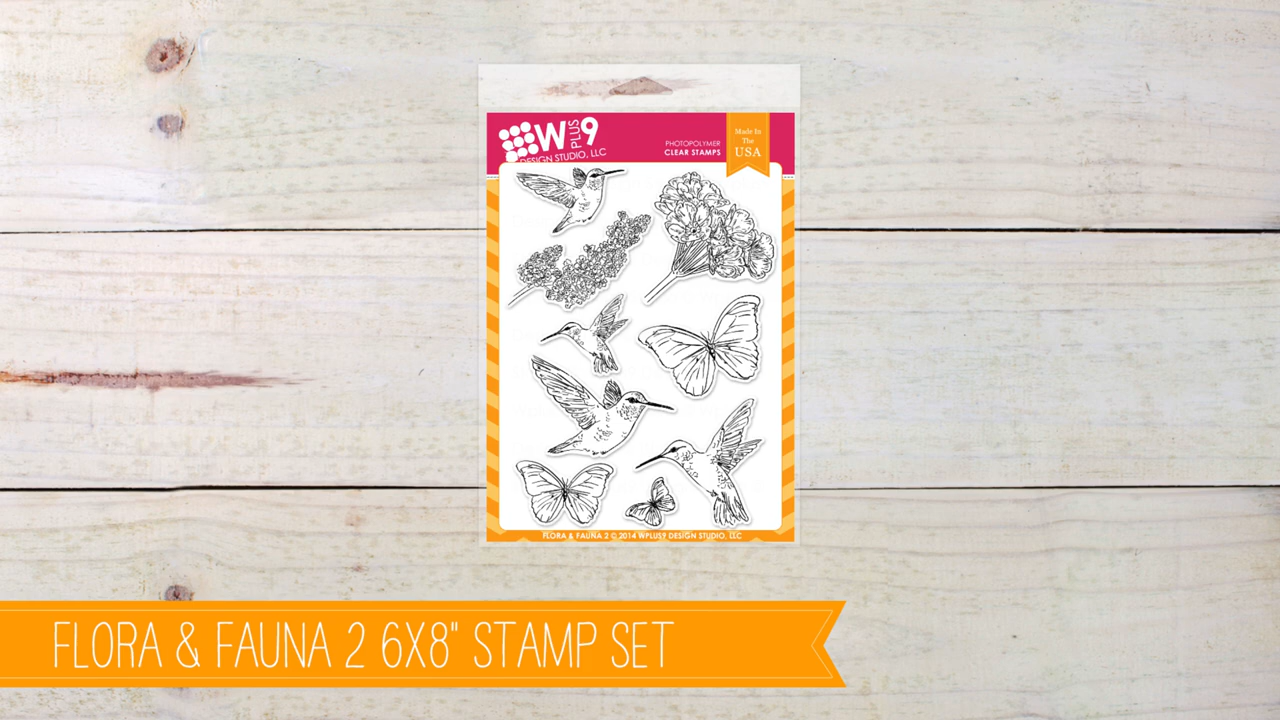 W PLUS 9
DESIGN STUDIO, LLC
PHOTOPOLYMER
CLEAR STAMPS
Made In
The
USA
FLORA & FAUNA 2 © 2014 WPLUS9 DESIGN STUDIO, LLC
FLORA & FAUNA 2 6X8" STAMP SET